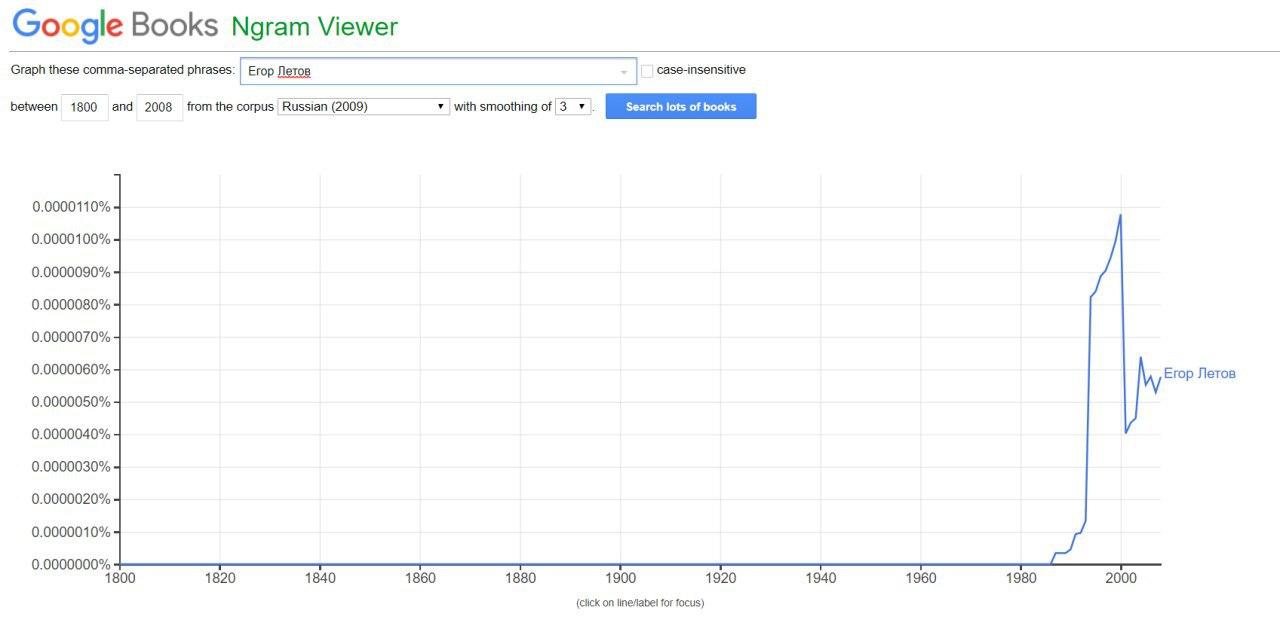 Google Books Ngram Viewer
Graph these comma-separated phrases: Егор Летов case-insensitive
between 1800 and 2008 from the corpus Russian (2009) with smoothing of 3 . Search lots of books
0.0000110%
0.0000100%
0.0000090%
0.0000080%
0.0000070%
0.0000060%
Егор Летов
0.0000050%
0.0000040%
0.0000030%
0.0000020%
0.0000010%
0.0000000%
1800 1820 1840 1860 1880 1900 1920 1940 1960 1980 2000
(click on line/label for focus)